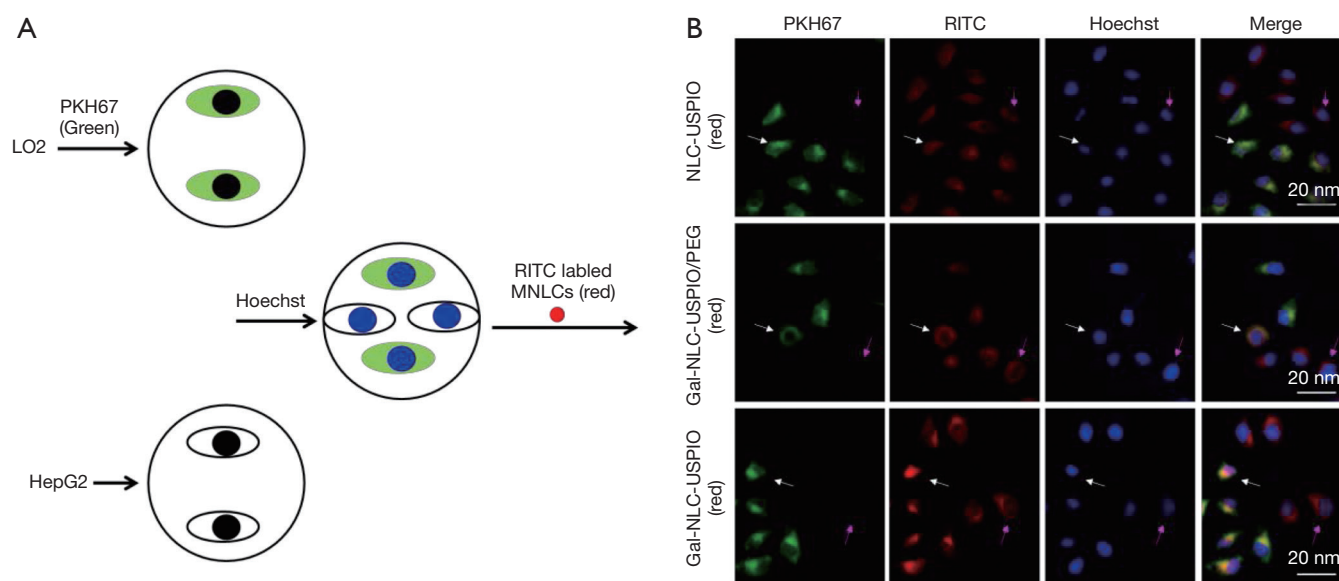 A
PKH67
(Green)
LO2
Hoechst
RITC labled
MNLCs (red)
HepG2
B
PKH67 RITC Hoechst Merge
NLC-USPIO
(red)
20 nm
Gal-NLC-USPIO/PEG
(red)
20 nm
Gal-NLC-USPIO
(red)
20 nm